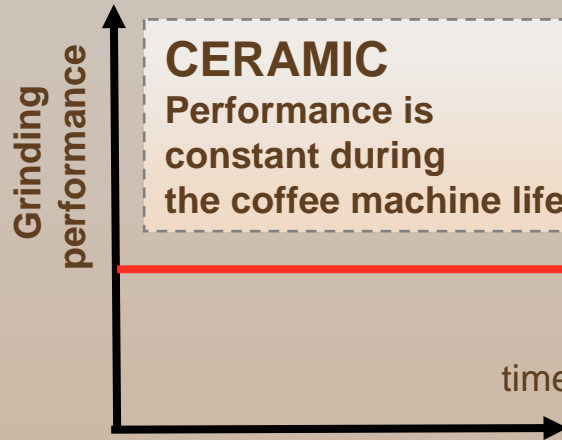 Grinding
performance
CERAMIC
Performance is
constant during
the coffee machine life
time